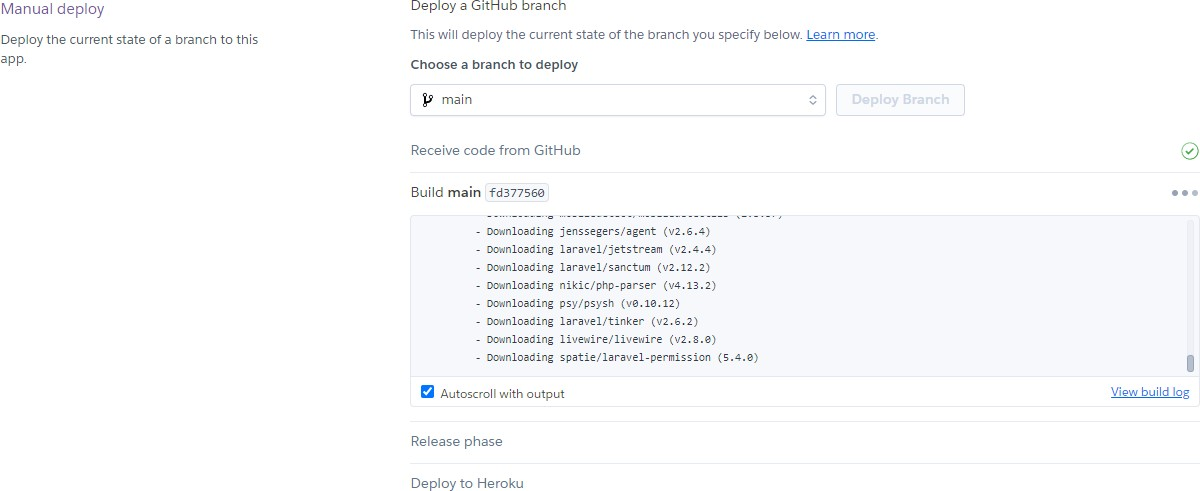 Manual deploy
Deploy the current state of a branch to this
app.
Deploy a GitHub branch
This will deploy the current state of the branch you specify below. Learn more.
Choose a branch to deploy
main
Deploy Branch
Receive code from GitHub
Build main fd377560
- Downloading
- Downloading jenssegers/agent (v2.6.4)
- Downloading laravel/jetstream (v2.4.4)
- Downloading laravel/sanctum (v2.12.2)
- Downloading nikic/php-parser (v4.13.2)
- Downloading psy/psysh (v0.10.12)
- Downloading laravel/tinker (v2.6.2)
- Downloading livewire/livewire (v2.8.0)
- Downloading spatie/laravel-permission (5.4.0)
Autoscroll with output
View build log
Release phase
Deploy to Heroku